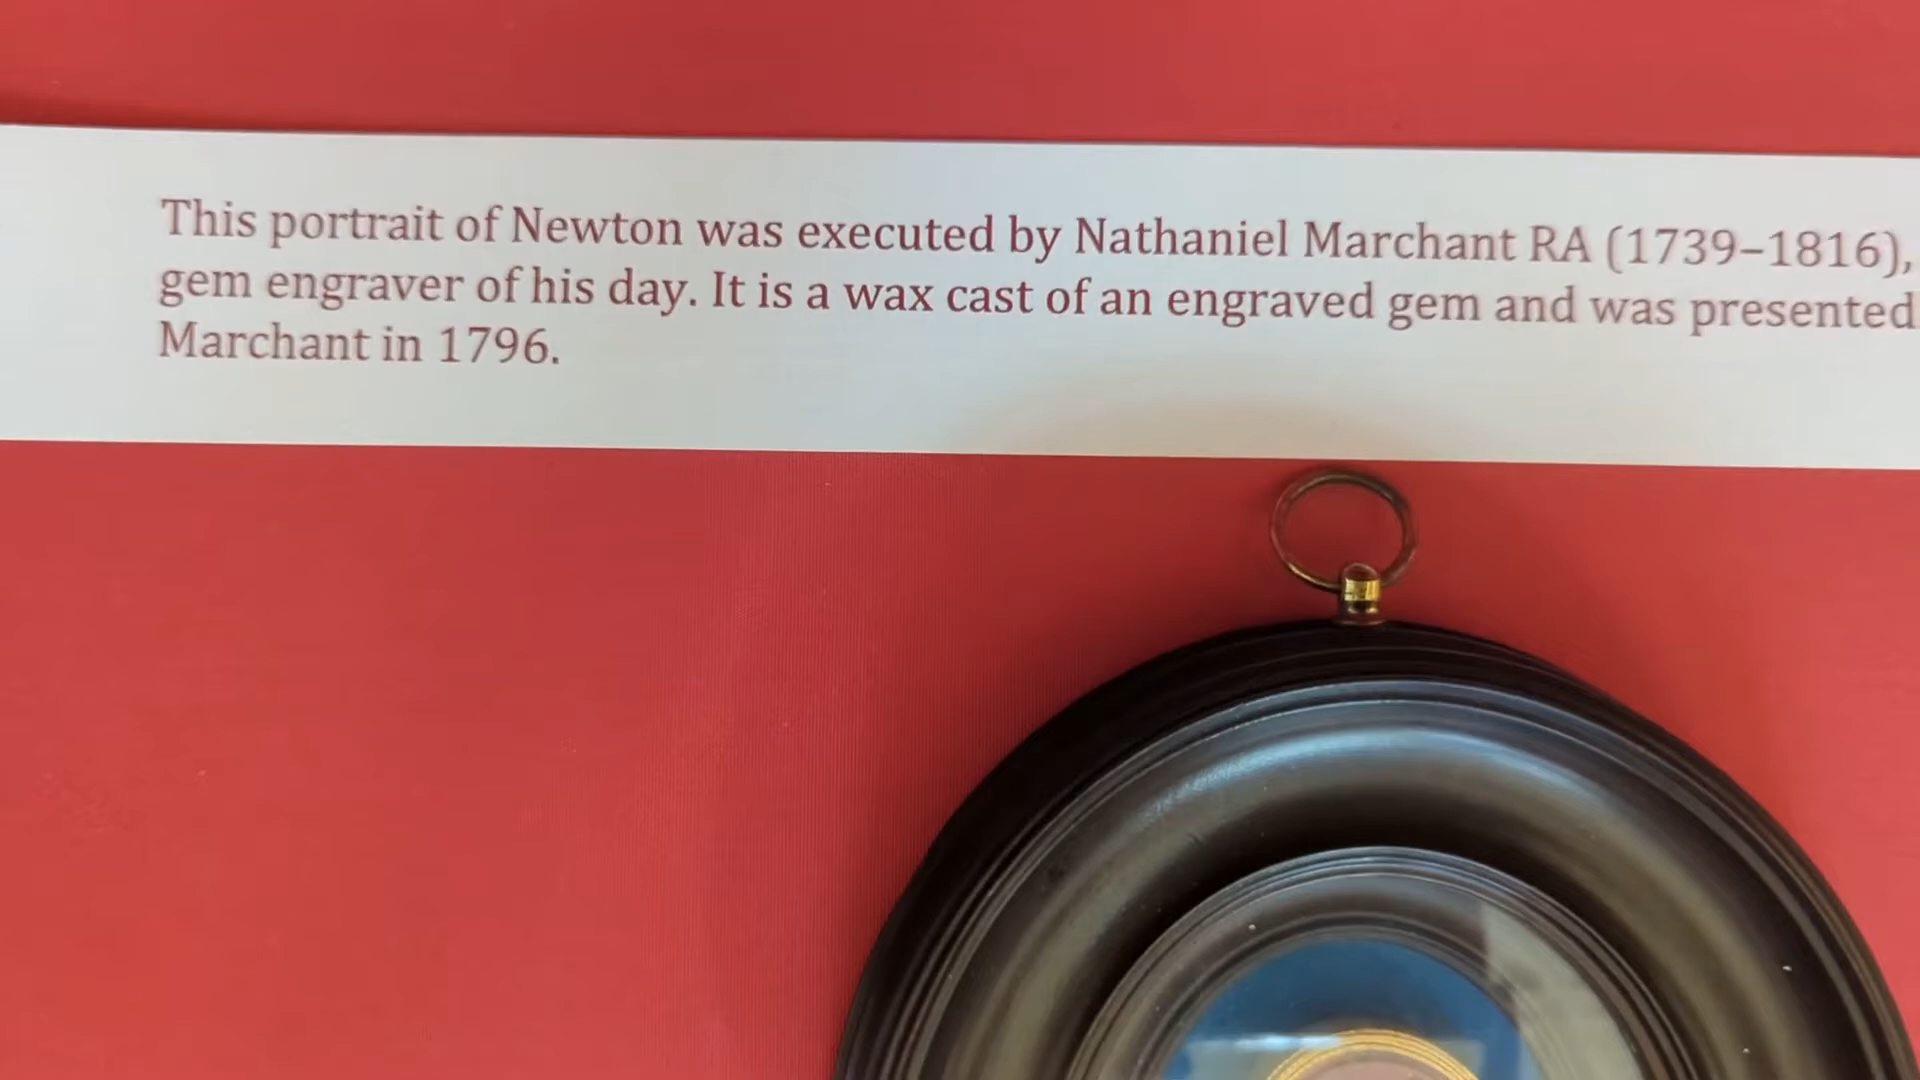 This portrait of Newton was executed by Nathaniel Marchant RA (1739–1816),
gem engraver of his day. It is a wax cast of an engraved gem and was presented
Marchant in 1796.